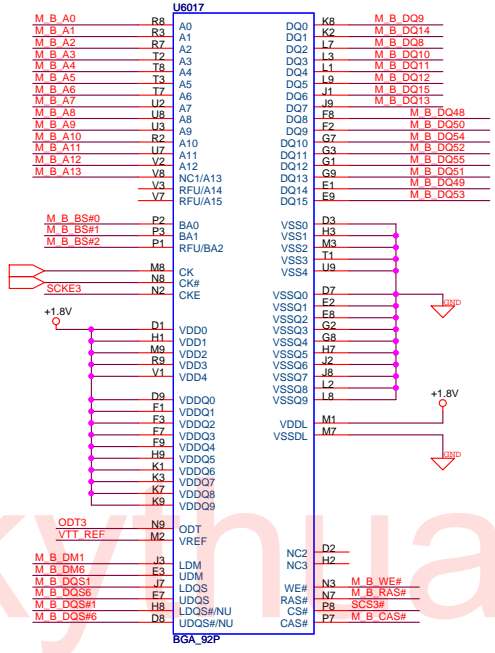 U6017
M_B_A0 R8 A0 DQ0 K8 M_B_DQ9
M_B_A1 R3 A1 DQ1 K2 M_B_DQ14
M_B_A2 R7 A2 DQ2 L7 M_B_DQ8
M_B_A3 T2 A3 DQ3 L3 M_B_DQ10
M_B_A4 T8 A4 DQ4 L1 M_B_DQ11
M_B_A5 T3 A5 DQ5 L9 M_B_DQ12
M_B_A6 T7 A6 DQ6 J1 M_B_DQ15
M_B_A7 U2 A7 DQ7 J9 M_B_DQ13
M_B_A8 U8 A8 DQ8 F8 M_B_DQ48
M_B_A9 U3 A9 DQ9 F2 M_B_DQ50
M_B_A10 R2 A10 DQ10 G7 M_B_DQ54
M_B_A11 U7 A11 DQ11 G3 M_B_DQ52
M_B_A12 V2 A12 DQ12 G1 M_B_DQ55
M_B_A13 V8 NC1/A13 DQ13 G9 M_B_DQ51
V3 RFU/A14 DQ14 E1 M_B_DQ49
V7 RFU/A15 DQ15 E9 M_B_DQ53
M_B_BS#0 P2 BA0 VSS0 D3
M_B_BS#1 P3 BA1 VSS1 H3
M_B_BS#2 P1 RFU/BA2 VSS2 M3
VSS3 T1
M8 CK VSS4 U9
N8 CK#
SCKE3 N2 CKE VSSQ0 D7
VSSQ1 E2 GND
+1.8V VSSQ2 E8
D1 VDD0 VSSQ3 G2
H1 VDD1 VSSQ4 G8
M9 VDD2 VSSQ5 H7
R9 VDD3 VSSQ6 J2
V1 VDD4 VSSQ7 J8
VSSQ8 L2
D9 VDDQ0 VSSQ9 L8 +1.8V
F1 VDDQ1
F3 VDDQ2 VDDL M1
F7 VDDQ3 VSSDL M7
F9 VDDQ4
H9 VDDQ5 GND
K1 VDDQ6
K3 VDDQ7
K7 VDDQ8
K9 VDDQ9
ODT3 N9 ODT
VTT_REF M2 VREF
NC2 D2
M_B_DM1 J3 LDM NC3 H2
M_B_DM6 E3 UDM
M_B_DQS1 J7 LDQS WE# N3 M_B_WE#
M_B_DQS6 E7 UDQS RAS# N7 M_B_RAS#
M_B_DQS#1 H8 LDQS#/NU CS# P8 SCS3#
M_B_DQS#6 D8 UDQS#/NU CAS# P7 M_B_CAS#
BGA_92P